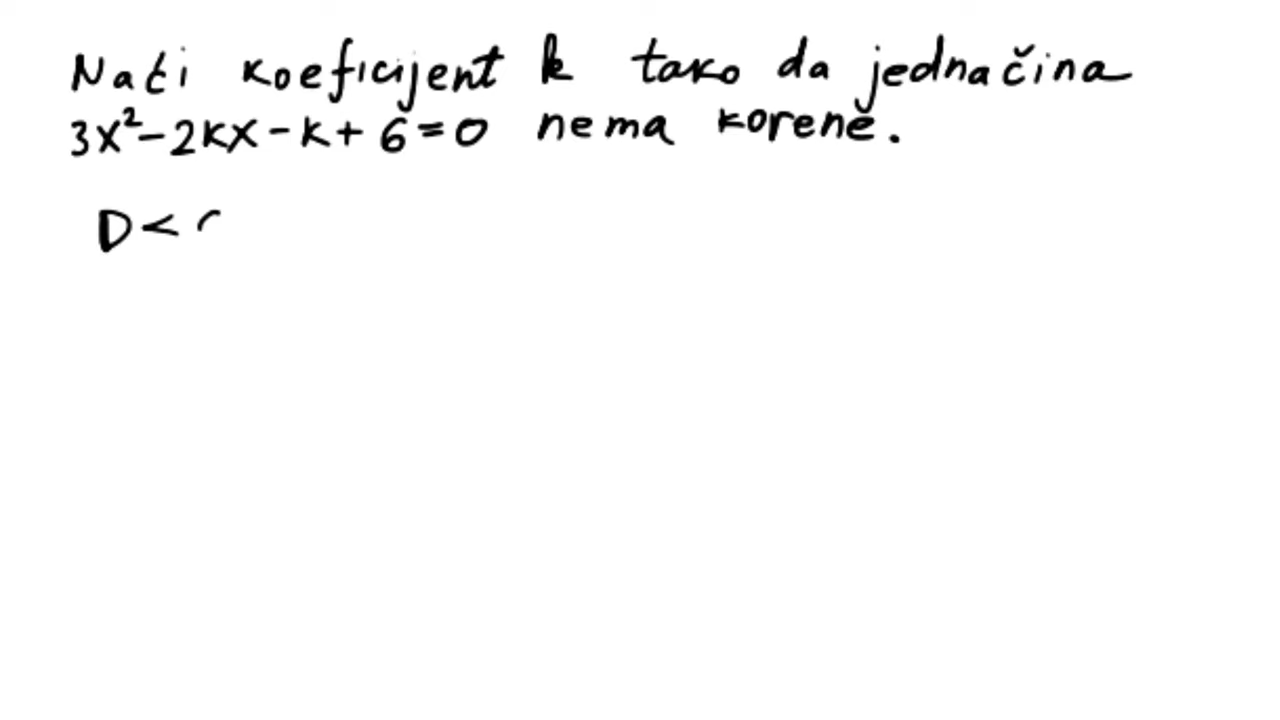 Naći koeficijent k tako da jednačina
3x²-2kx-k+6=0 nema korene.
D<